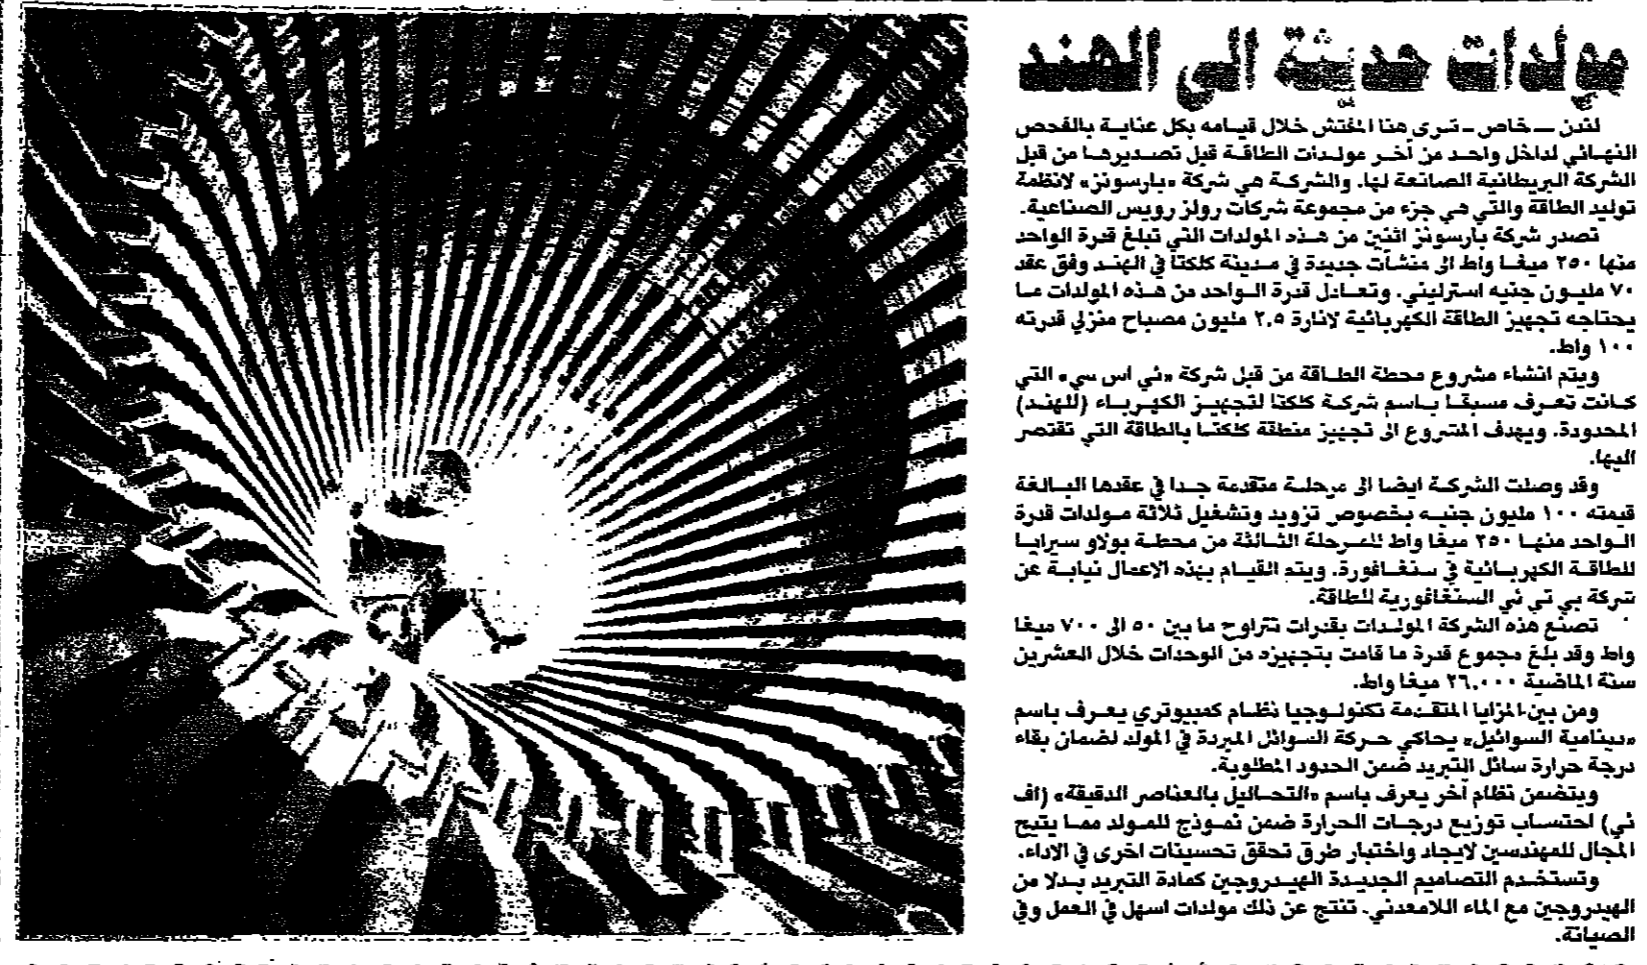 مولدات حديثة الى الهند
لندن — خاص - نرى هنا المفتش خلال قيامه بكل عناية بالفحص
النهائي لداخل واحد من آخر مولدات الطاقة قبل تصديرها من قبل
الشركة البريطانية الصانعة لها. والشركة هي شركة «بارسونز» لانظمة
توليد الطاقة والتي هي جزء من مجموعة شركات رولز رويس الصناعية.
تصدر شركة بارسونز اثنين من هذه المولدات التي تبلغ قدرة الواحد
منها ٢٥٠ ميغا واط الى منشآت جديدة في مدينة كلكتا في الهند وفق عقد
٧٠ مليون جنيه استرليني. وتعادل قدرة الواحد من هذه المولدات ما
يحتاجه تجهيز الطاقة الكهربائية لانارة ٢,٥ مليون مصباح منزلي قدرته
١٠٠ واط.
ويتم انشاء مشروع محطة الطاقة من قبل شركة «ئي اس سي» التي
كانت تعرف مسبقا باسم شركة كلكتا لتجهيز الكهرباء (للهند)
المحدودة. ويهدف المشروع الى تجهيز منطقة كلكتا بالطاقة التي تفتقر
اليها.
وقد وصلت الشركة ايضا الى مرحلة متقدمة جدا في عقدها البالغة
قيمته ١٠٠ مليون جنيه بخصوص تزويد وتشغيل ثلاثة مولدات قدرة
الواحد منها ٢٥٠ ميغا واط للمرحلة الثالثة من محطة بولاو سيرايا
للطاقة الكهربائية في سنغافورة. ويتم القيام بهذه الاعمال نيابة عن
شركة بي تي ئي السنغافورية للطاقة.
تصنع هذه الشركة المولدات بقدرات تتراوح ما بين ٥٠ الى ٧٠٠ ميغا
واط وقد بلغ مجموع قدرة ما قامت بتجهيزه من الوحدات خلال العشرين
سنة الماضية ٢٦,٠٠٠ ميغا واط.
ومن بين المزايا المتقدمة تكنولوجيا نظام كمبيوتري يعرف باسم
«دينامية السوائل» يحاكي حركة السوائل المبردة في المولد لضمان بقاء
درجة حرارة سائل التبريد ضمن الحدود المطلوبة.
ويتضمن نظام آخر يعرف باسم «التحاليل بالعناصر الدقيقة» (اف
ئي) احتساب توزيع درجات الحرارة ضمن نموذج للمولد مما يتيح
المجال للمهندسين لايجاد واختبار طرق تحقق تحسينات اخرى في الاداء.
وتستخدم التصاميم الجديدة الهيدروجين كمادة التبريد بدلا من
الهيدروجين مع الماء اللامعدني. تنتج عن ذلك مولدات اسهل في العمل وفي
الصيانة.